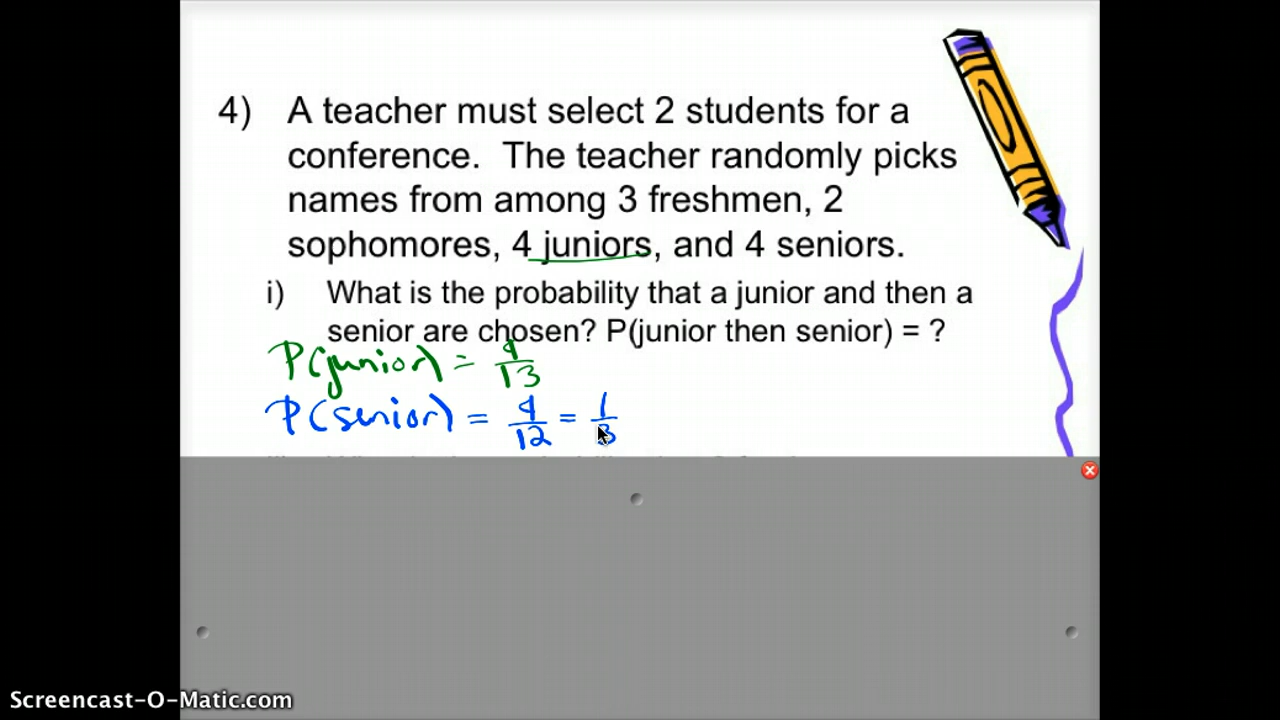 4) A teacher must select 2 students for a
conference. The teacher randomly picks
names from among 3 freshmen, 2
sophomores, 4 juniors, and 4 seniors.
i) What is the probability that a junior and then a
senior are chosen? P(junior then senior) = ?
P(junior) = 4/13
P(senior) = 4/12 = 1/3
Screencast-O-Matic.com